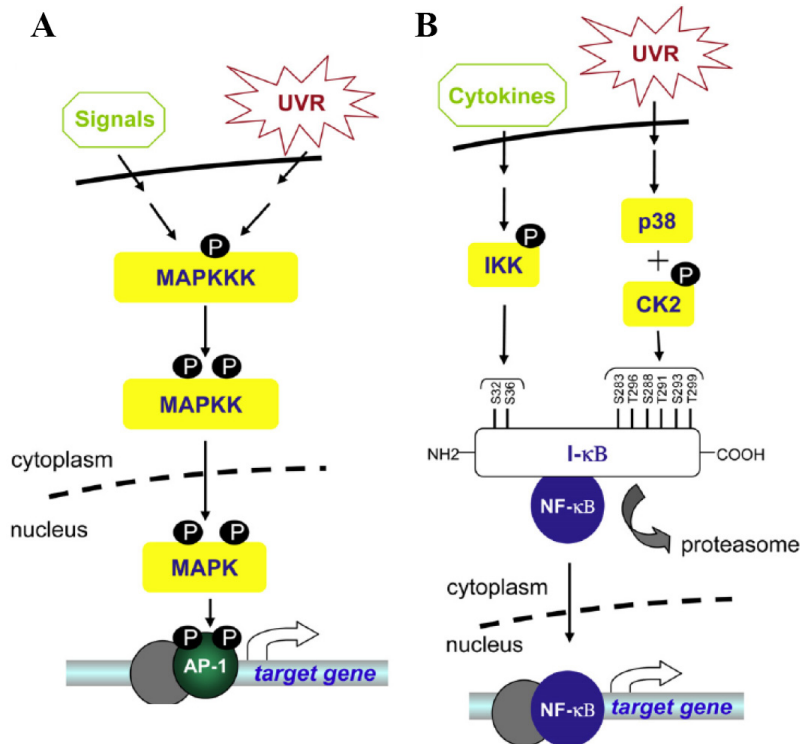 A
Signals
UVR
P
MAPKKK
P P
MAPKK
cytoplasm
nucleus
P P
MAPK
P P
AP-1
target gene
B
Cytokines
UVR
p38
P
IKK
+
P
CK2
S32
S36
S283
T296
S288
T291
S293
T299
NH2
I-κB
COOH
NF-κB
proteasome
cytoplasm
nucleus
NF-κB
target gene